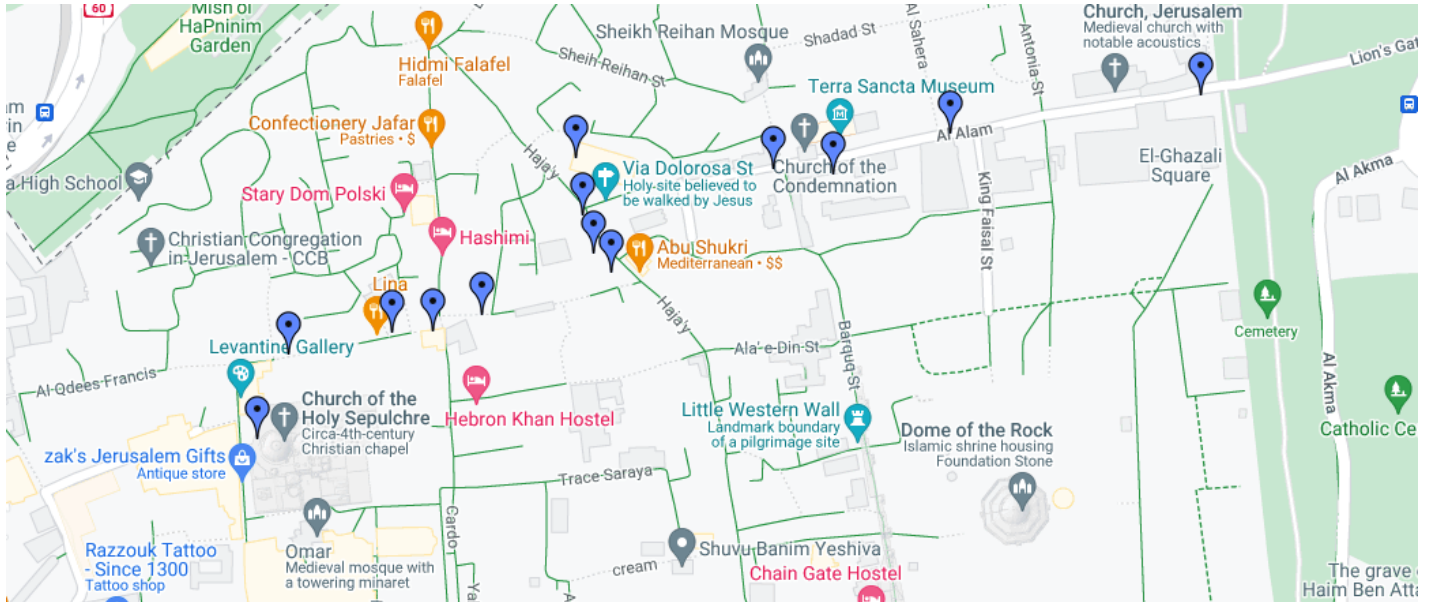 60
Mish'ol
HaPninim
Garden
Hidmi Falafel
Falafel
Sheikh Reihan Mosque
Sheih-Reihan-St
Shadad St
Al Sahera
Antonia-St
Church, Jerusalem
Medieval church with
notable acoustics
Lion's Gat
Terra Sancta Museum
Confectionery Jafar
Pastries • $
a High School
Stary Dom Polski
Haja'y
Via Dolorosa St
Holy-site believed to
be walked by Jesus
Church of the
Condemnation
Al Alam
El-Ghazali
Square
Al Akma
King Faisal St
Christian Congregation
in Jerusalem - CCB
Hashimi
Abu Shukri
Mediterranean • $$
Lina
Haja'y
Cemetery
Levantine Gallery
Ala' e-Din-St
Barquq-St
Al Akma
Al-Qdees Francis
Church of the
Holy Sepulchre
Circa-4th-century
Christian chapel
Hebron Khan Hostel
Little Western Wall
Landmark boundary
of a pilgrimage site
Dome of the Rock
Islamic shrine housing
Foundation Stone
Catholic Ce
zak's Jerusalem Gifts
Antique store
Trace-Saraya
Cardo
Omar
Medieval mosque with
a towering minaret
Razzouk Tattoo
- Since 1300
Tattoo shop
Shuvu Banim Yeshiva
cream
Chain Gate Hostel
The grave
Haim Ben Atta